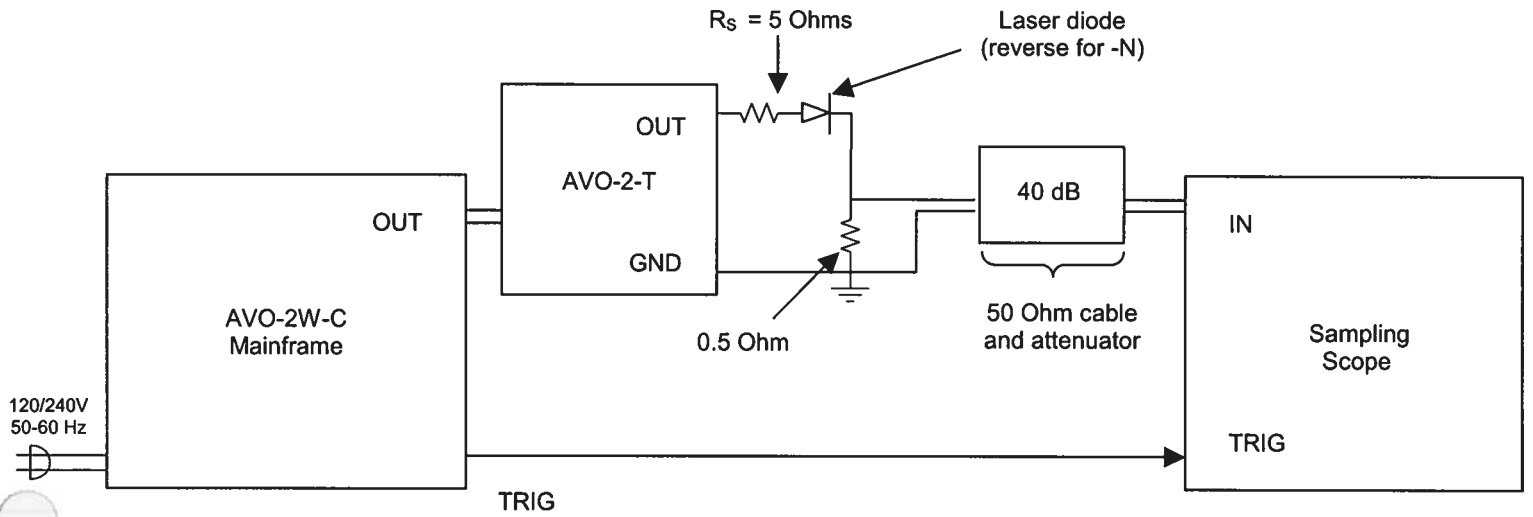 R_S = 5 Ohms
Laser diode
(reverse for -N)
OUT
AVO-2-T
GND
40 dB
OUT
IN
AVO-2W-C
Mainframe
0.5 Ohm
50 Ohm cable
and attenuator
Sampling
Scope
120/240V
50-60 Hz
TRIG
TRIG